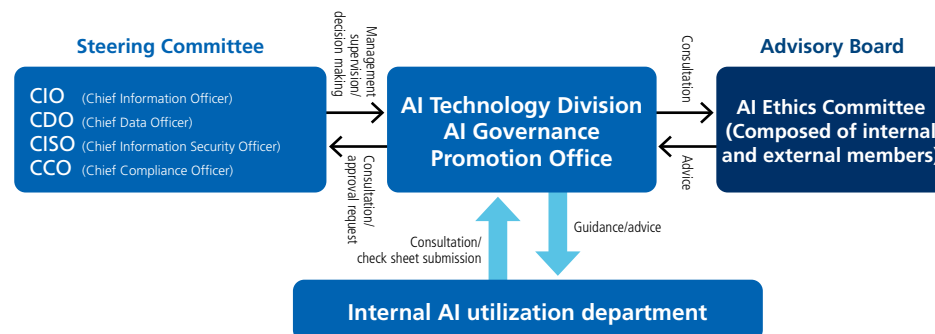 Steering Committee
CIO (Chief Information Officer)
CDO (Chief Data Officer)
CISO (Chief Information Security Officer)
CCO (Chief Compliance Officer)
Management
supervision/
decision making
Consultation/
approval request
AI Technology Division
AI Governance
Promotion Office
Consultation
Advice
Advisory Board
AI Ethics Committee
(Composed of internal
and external members)
Consultation/
check sheet submission
Guidance/advice
Internal AI utilization department